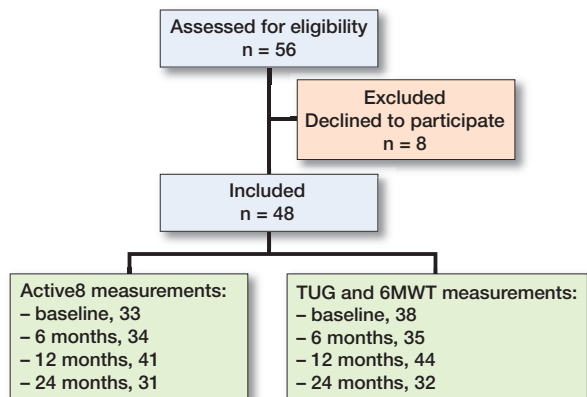 Assessed for eligibility
n = 56
Excluded
Declined to participate
n = 8
Included
n = 48
Active8 measurements:
– baseline, 33
– 6 months, 34
– 12 months, 41
– 24 months, 31
TUG and 6MWT measurements:
– baseline, 38
– 6 months, 35
– 12 months, 44
– 24 months, 32